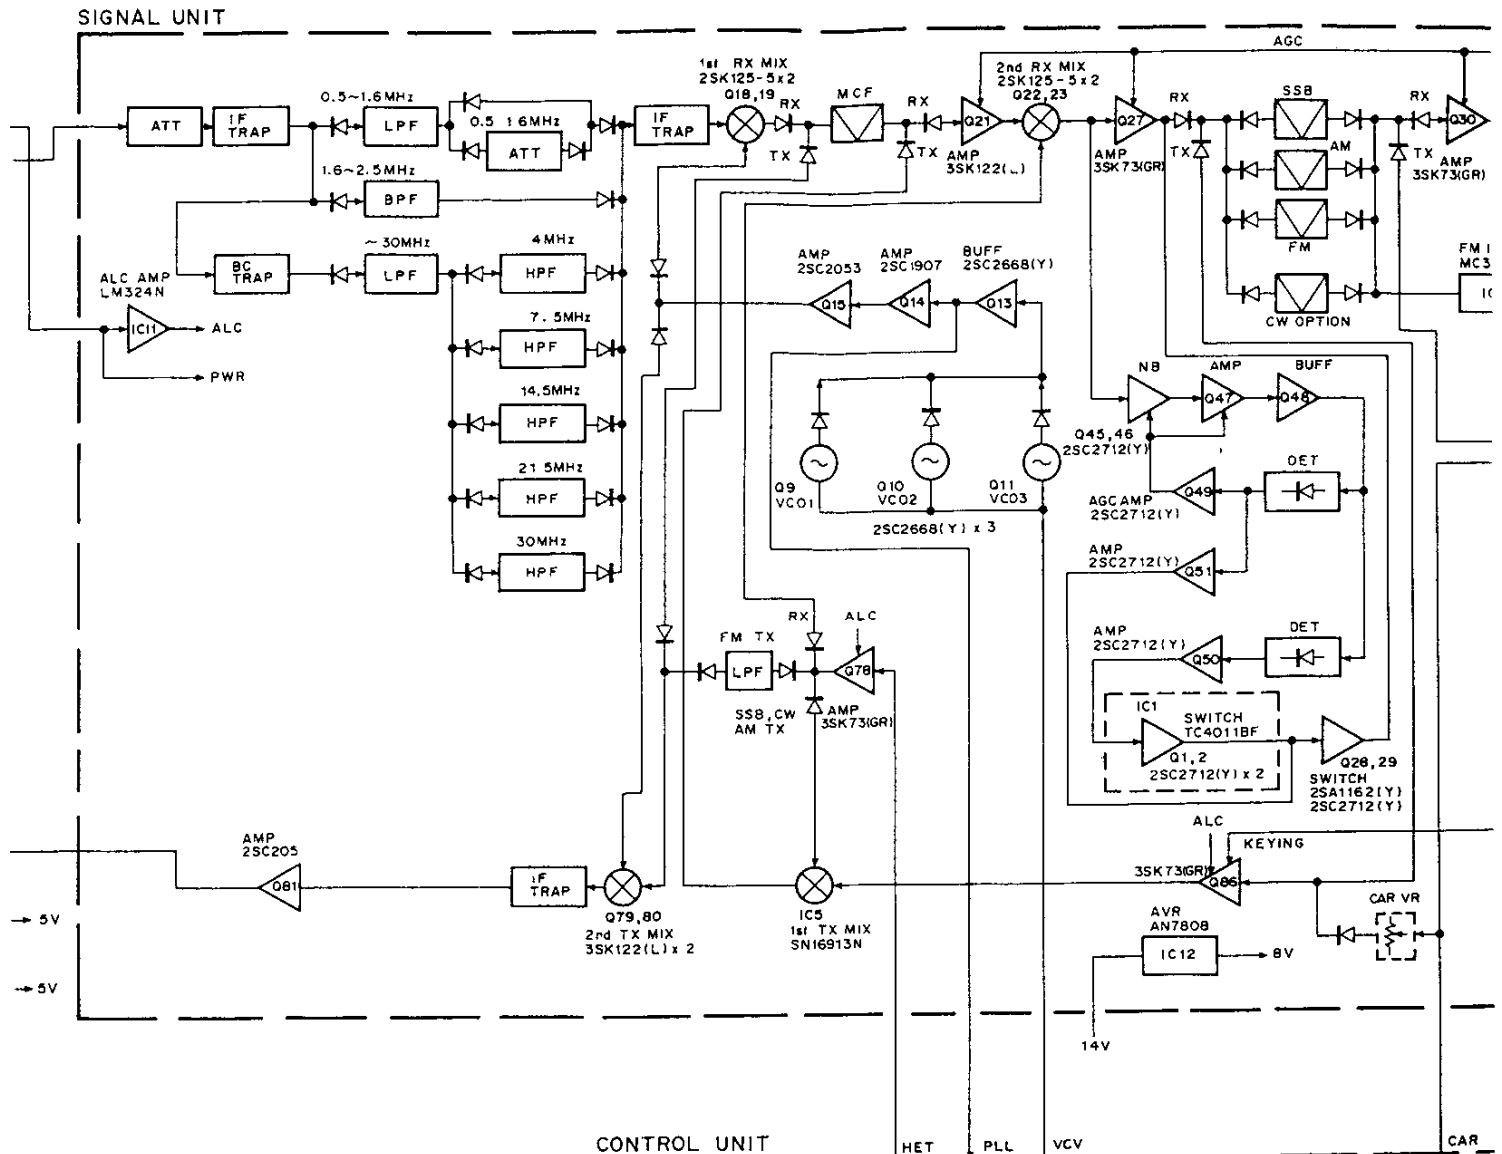 SIGNAL UNIT
AGC
1st RX MIX
2SK125-5x2
Q18,19
2nd RX MIX
2SK125-5x2
Q22,23
0.5~1.6MHz
ATT
IF
TRAP
LPF
0.5 1.6MHz
ATT
IF
TRAP
RX
TX
MCF
RX
TX
Q21
AMP
3SK122(L)
Q27
AMP
3SK73(GR)
RX
TX
SSB
AM
FM
CW OPTION
RX
TX
Q30
AMP
3SK73(GR)
FM I
MC3
IC
1.6~2.5MHz
BPF
BC
TRAP
~30MHz
LPF
4MHz
HPF
7.5MHz
HPF
14.5MHz
HPF
21.5MHz
HPF
30MHz
HPF
ALC AMP
LM324N
IC11
ALC
PWR
AMP
2SC2053
Q15
AMP
2SC1907
Q14
BUFF
2SC2668(Y)
Q13
Q9
VCO1
Q10
VCO2
Q11
VCO3
2SC2668(Y) x 3
NB
AMP
BUFF
Q47
Q48
Q45,46
2SC2712(Y)
DET
Q49
AGC AMP
2SC2712(Y)
AMP
2SC2712(Y)
Q51
AMP
2SC2712(Y)
Q50
DET
IC1
SWITCH
TC4011BF
Q1,2
2SC2712(Y) x 2
Q28,29
SWITCH
2SA1162(Y)
2SC2712(Y)
RX
ALC
FM TX
LPF
Q78
SSB,CW
AM TX
AMP
3SK73(GR)
AMP
2SC205
Q81
IF
TRAP
Q79,80
2nd TX MIX
3SK122(L) x 2
IC5
1st TX MIX
SN16913N
ALC
KEYING
3SK73(GR)
Q86
CAR VR
AVR
AN7808
IC12
8V
14V
5V
5V
CONTROL UNIT
HET
PLL
VCV
CAR